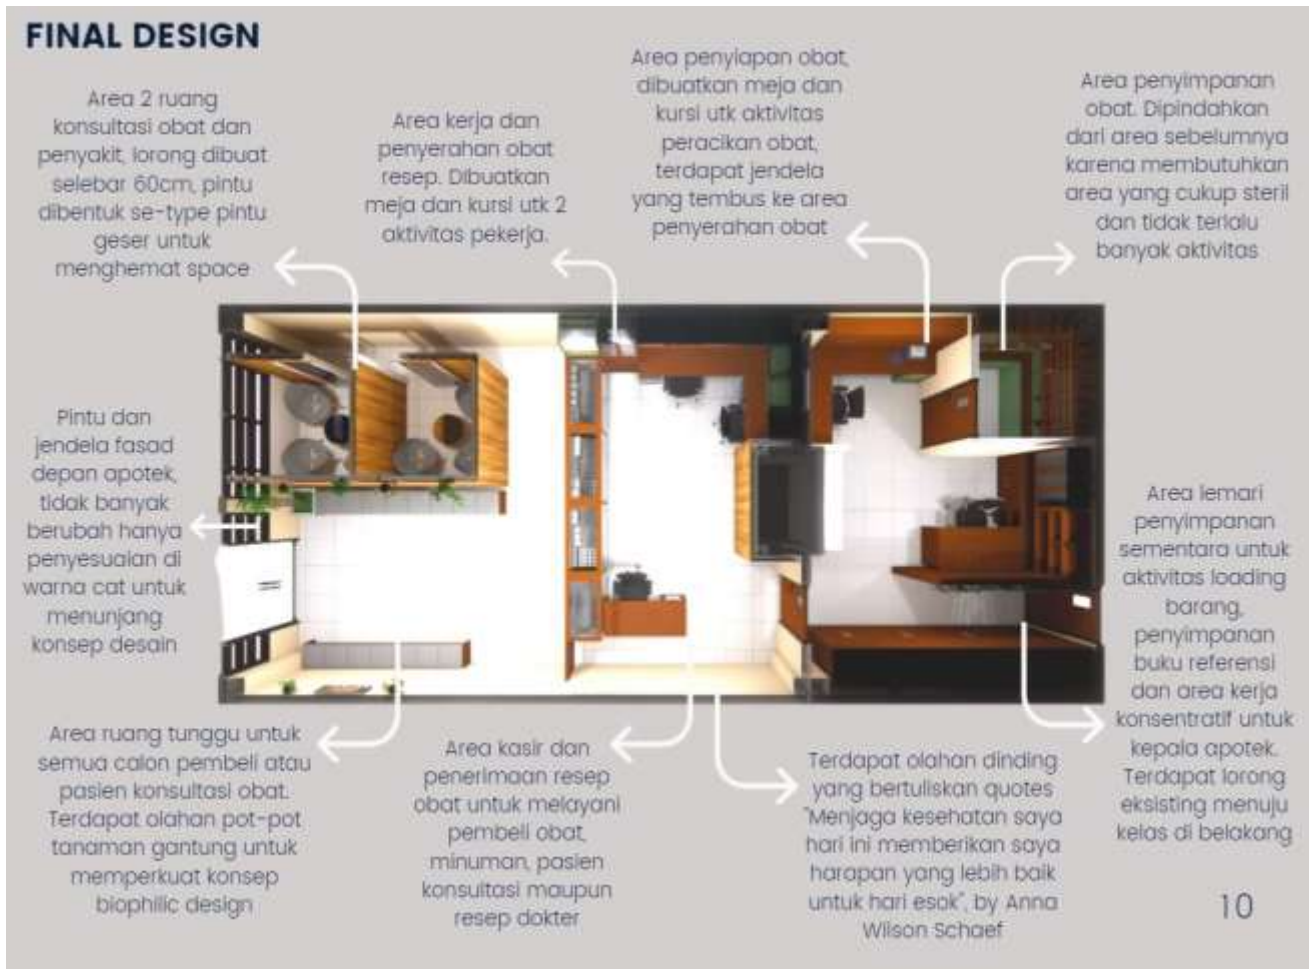 FINAL DESIGN
Area 2 ruang
konsultasi obat dan
penyakit, lorong dibuat
selebar 60cm, pintu
dibentuk se-type pintu
geser untuk
menghemat space
Area kerja dan
penyerahan obat
resep. Dibuatkan
meja dan kursi utk 2
aktivitas pekerja.
Area penyiapan obat,
dibuatkan meja dan
kursi utk aktivitas
peracikan obat,
terdapat jendela
yang tembus ke area
penyerahan obat
Area penyimpanan
obat. Dipindahkan
dari area sebelumnya
karena membutuhkan
area yang cukup steril
dan tidak terlalu
banyak aktivitas
Pintu dan
jendela fasad
depan apotek,
tidak banyak
berubah hanya
penyesuaian di
warna cat untuk
menunjang
konsep desain
Area lemari
penyimpanan
sementara untuk
aktivitas loading
barang,
penyimpanan
buku referensi
dan area kerja
konsentratif untuk
kepala apotek.
Terdapat lorong
eksisting menuju
kelas di belakang
Area ruang tunggu untuk
semua calon pembeli atau
pasien konsultasi obat.
Terdapat olahan pot-pot
tanaman gantung untuk
memperkuat konsep
biophilic design
Area kasir dan
penerimaan resep
obat untuk melayani
pembeli obat,
minuman, pasien
konsultasi maupun
resep dokter
Terdapat olahan dinding
yang bertuliskan quotes
"Menjaga kesehatan saya
hari ini memberikan saya
harapan yang lebih baik
untuk hari esok", by Anna
Wilson Schaef
10